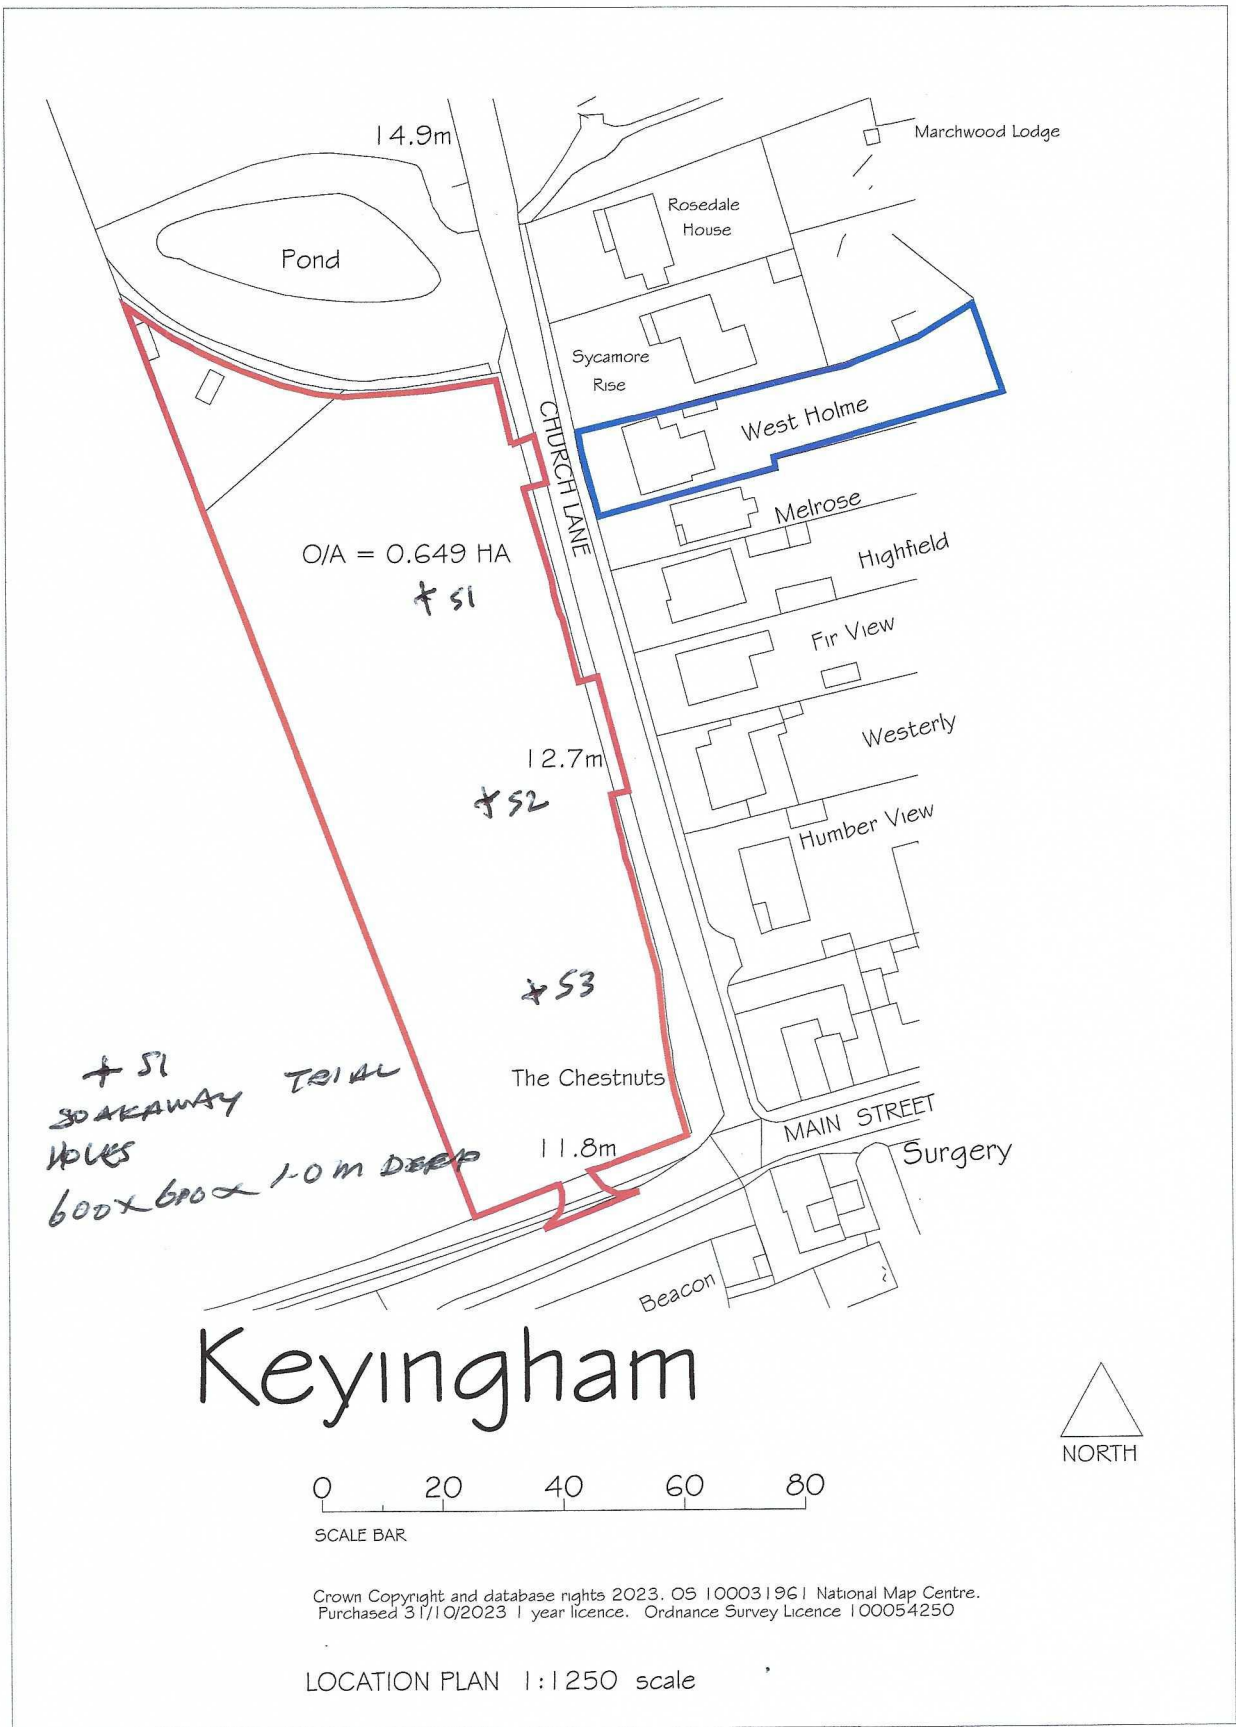 14.9m
Marchwood Lodge
Rosedale
House
Pond
Sycamore
Rise
CHURCH LANE
West Holme
Melrose
O/A = 0.649 HA
Highfield
S1
Fir View
Westerly
12.7m
S2
Humber View
S3
S1
SOAKAWAY TRIAL
HOLES
600 x 600 x 1.0 m DEEP
The Chestnuts
MAIN STREET
11.8m
Surgery
Beacon
Keyingham
NORTH
0 20 40 60 80
SCALE BAR
Crown Copyright and database rights 2023. OS 100031961 National Map Centre.
Purchased 31/10/2023 1 year licence. Ordnance Survey Licence 100054250
LOCATION PLAN 1:1250 scale